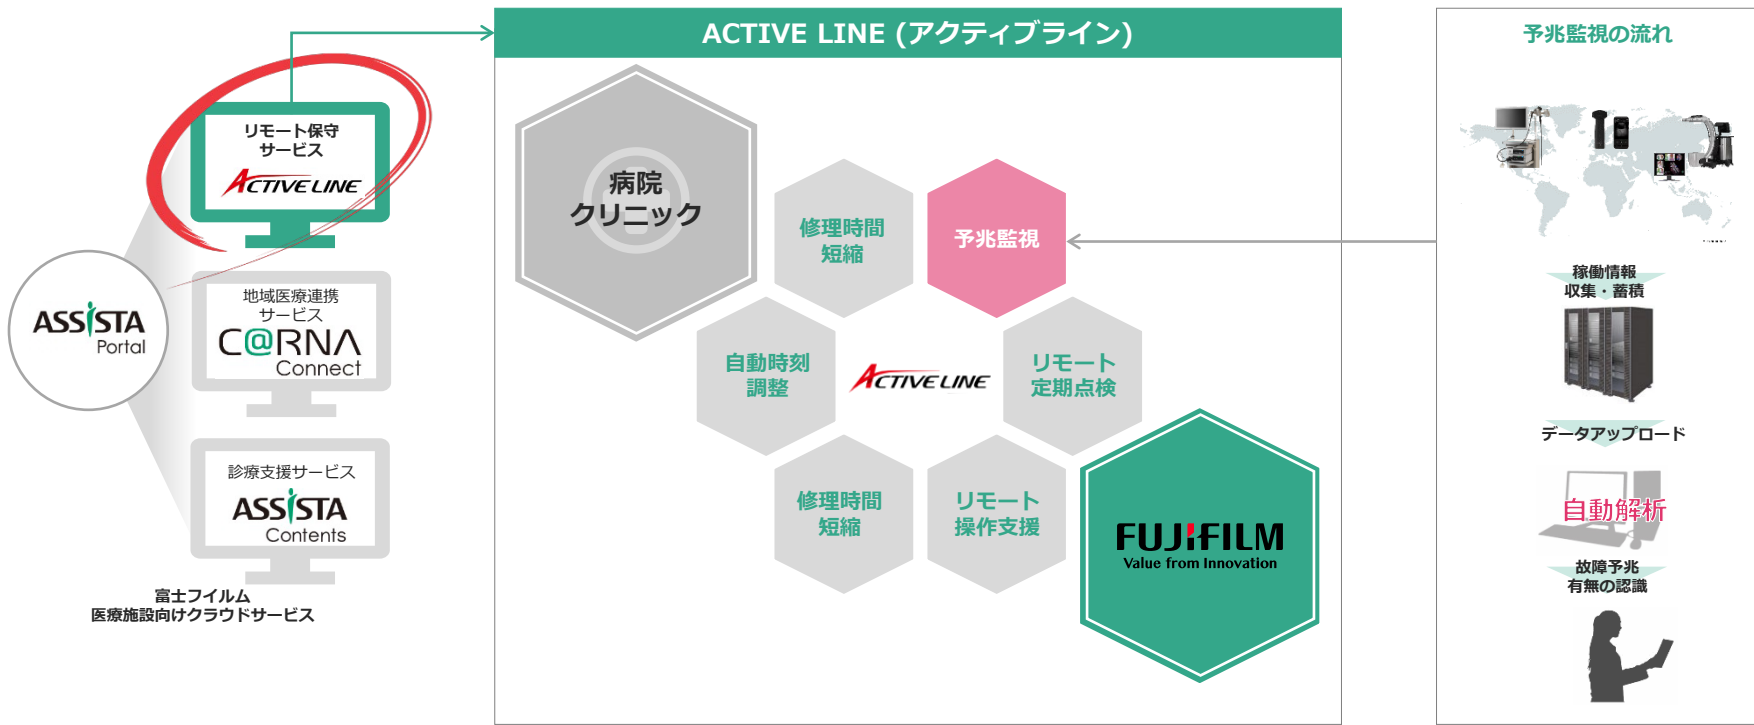 リモート保守
サービス
ACTIVE LINE
ASSISTA
Portal
地域医療連携
サービス
C@RNA
Connect
診療支援サービス
ASSISTA
Contents
富士フイルム
医療施設向けクラウドサービス
ACTIVE LINE (アクティブライン)
病院
クリニック
修理時間
短縮
予兆監視
自動時刻
調整
ACTIVE LINE
リモート
定期点検
修理時間
短縮
リモート
操作支援
FUJIFILM
Value from Innovation
予兆監視の流れ
稼働情報
収集・蓄積
データアップロード
自動解析
故障予兆
有無の認識